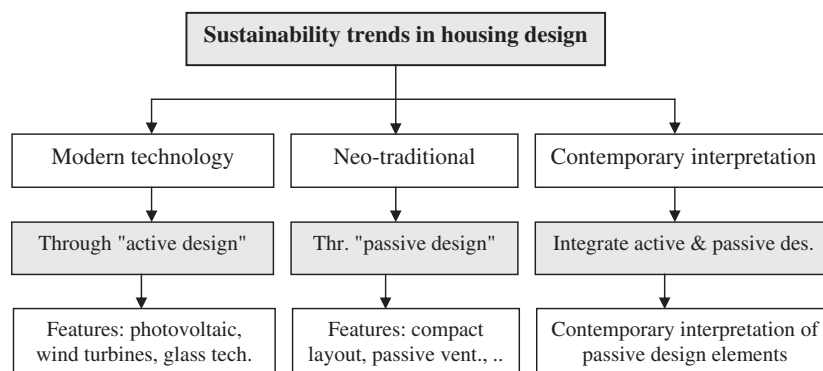 Sustainability trends in housing design
Modern technology
Neo-traditional
Contemporary interpretation
Through "active design"
Thr. "passive design"
Integrate active & passive des.
Features: photovoltaic,
wind turbines, glass tech.
Features: compact
layout, passive vent., ..
Contemporary interpretation of
passive design elements